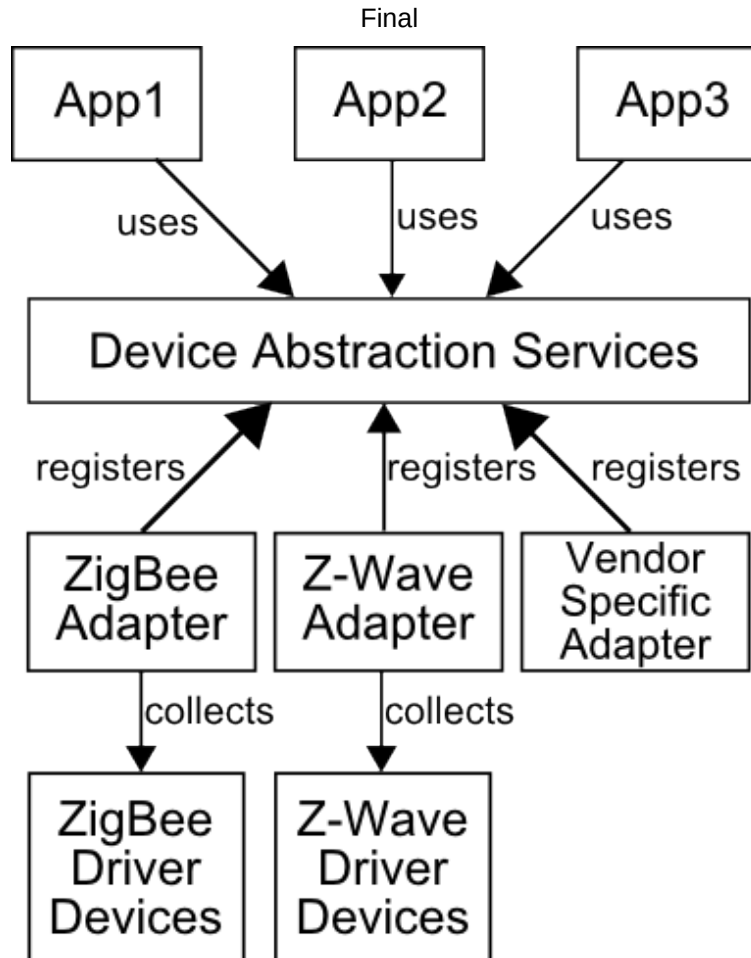 Final
App1
App2
App3
uses
uses
uses
Device Abstraction Services
registers
registers
registers
ZigBee
Adapter
Z-Wave
Adapter
Vendor
Specific
Adapter
collects
collects
ZigBee
Driver
Devices
Z-Wave
Driver
Devices